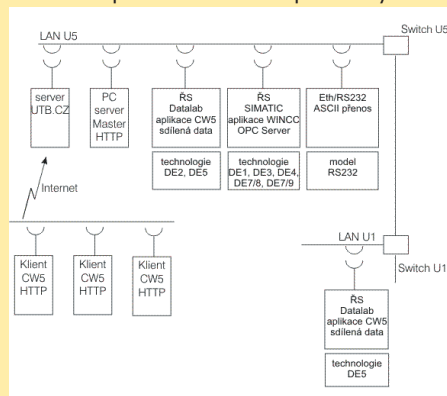 LAN U5
Switch U5
server
UTB.CZ
PC
server
Master
HTTP
ŘS
Datalab
aplikace CW5
sdílená data
technologie
DE2, DE5
ŘS
SIMATIC
aplikace WINCC
OPC Server
technologie
DE1, DE3, DE4,
DE7/8, DE7/9
Eth/RS232
ASCII přenos
model
RS232
Internet
Klient
CW5
HTTP
Klient
CW5
HTTP
Klient
CW5
HTTP
LAN U1
Switch U1
ŘS
Datalab
aplikace CW5
sdílená data
technologie
DE5